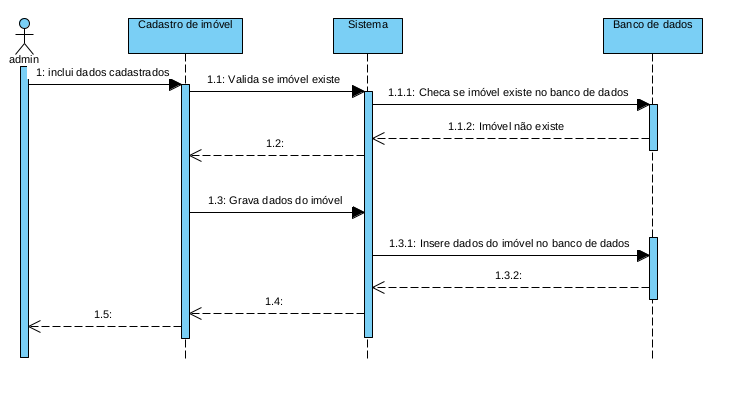 Cadastro de imóvel
Sistema
Banco de dados
admin
1: inclui dados cadastrados
1.1: Valida se imóvel existe
1.1.1: Checa se imóvel existe no banco de dados
1.1.2: Imóvel não existe
1.2:
1.3: Grava dados do imóvel
1.3.1: Insere dados do imóvel no banco de dados
1.3.2:
1.4:
1.5: